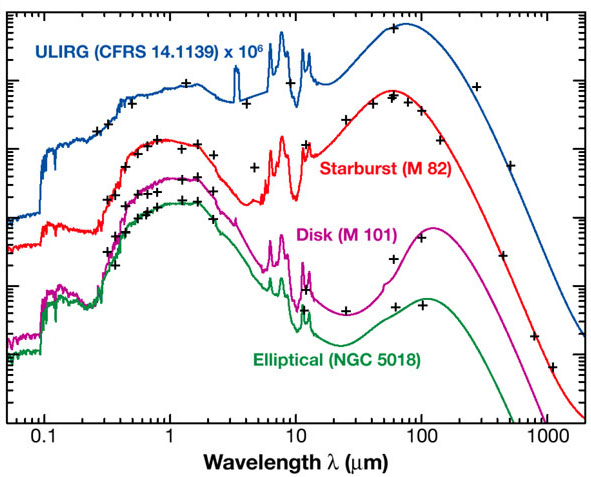 ULIRG (CFRS 14.1139) x 10⁶
Starburst (M 82)
Disk (M 101)
Elliptical (NGC 5018)
0.1 1 10 100 1000
Wavelength λ (μm)